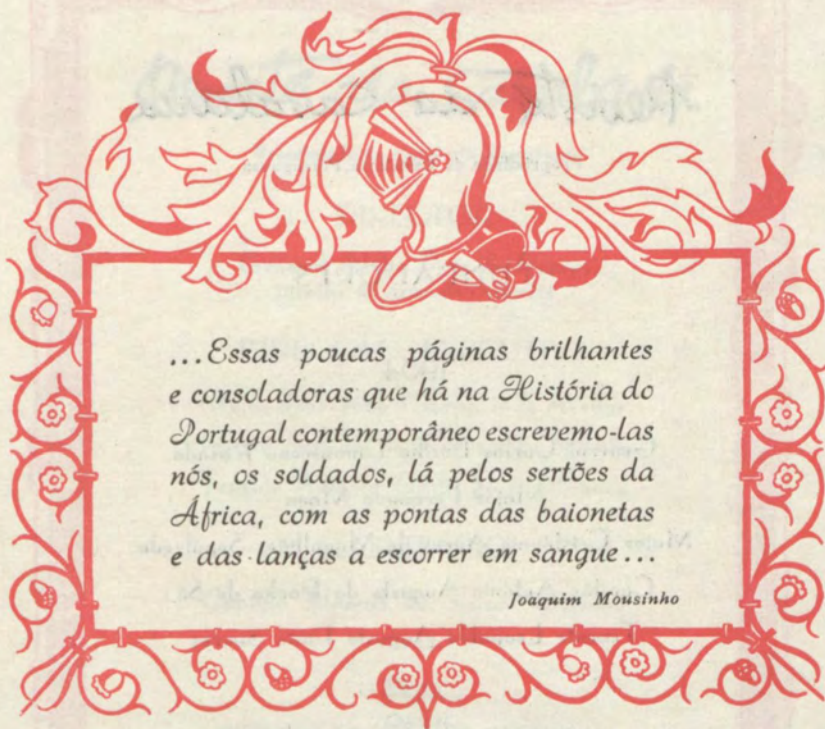 ...Essas poucas páginas brilhantes
e consoladoras que há na História do
Portugal contemporâneo escrevemo-las
nós, os soldados, lá pelos sertões da
África, com as pontas das baionetas
e das lanças a escorrer em sangue...
Joaquim Mousinho